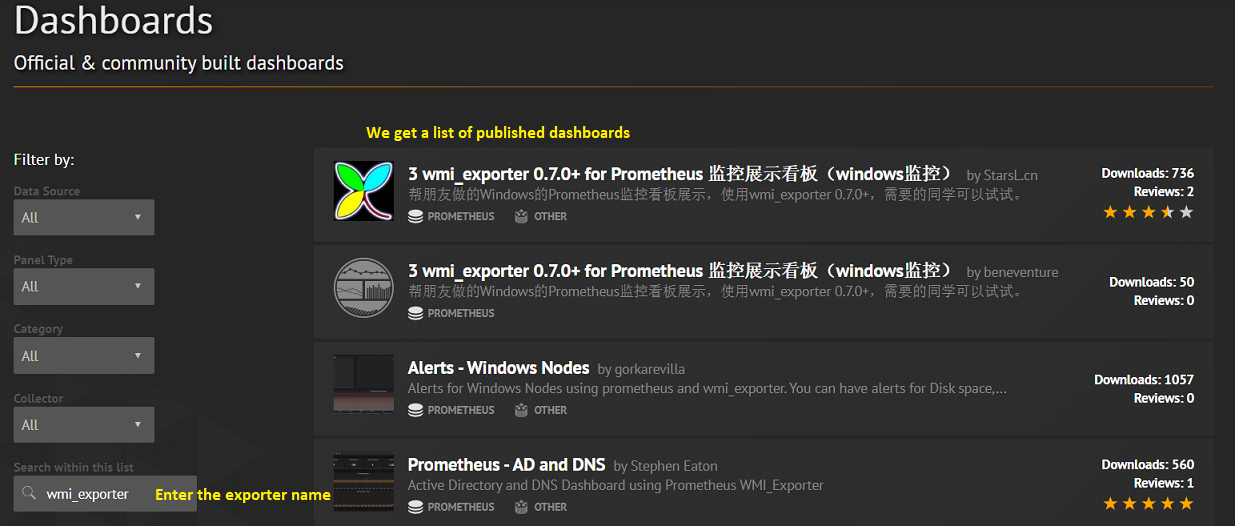 Dashboards
Official & community built dashboards
We get a list of published dashboards
Filter by:
Data Source
All
Panel Type
All
Category
All
Collector
All
Search within this list
wmi_exporter
Enter the exporter name
3 wmi_exporter 0.7.0+ for Prometheus 监控展示看板（windows监控） by StarsL.cn
帮朋友做的Windows的Prometheus监控看板展示，使用wmi_exporter 0.7.0+，需要的同学可以试试。
PROMETHEUS OTHER
Downloads: 736
Reviews: 2
3 wmi_exporter 0.7.0+ for Prometheus 监控展示看板（windows监控） by beneventure
帮朋友做的Windows的Prometheus监控看板展示，使用wmi_exporter 0.7.0+，需要的同学可以试试。
PROMETHEUS
Downloads: 50
Reviews: 0
Alerts - Windows Nodes by gorkarevilla
Alerts for Windows Nodes using prometheus and wmi_exporter. You can have alerts for Disk space,...
PROMETHEUS OTHER
Downloads: 1057
Reviews: 0
Prometheus - AD and DNS by Stephen Eaton
Active Directory and DNS Dashboard using Prometheus WMI_Exporter
PROMETHEUS OTHER
Downloads: 560
Reviews: 1